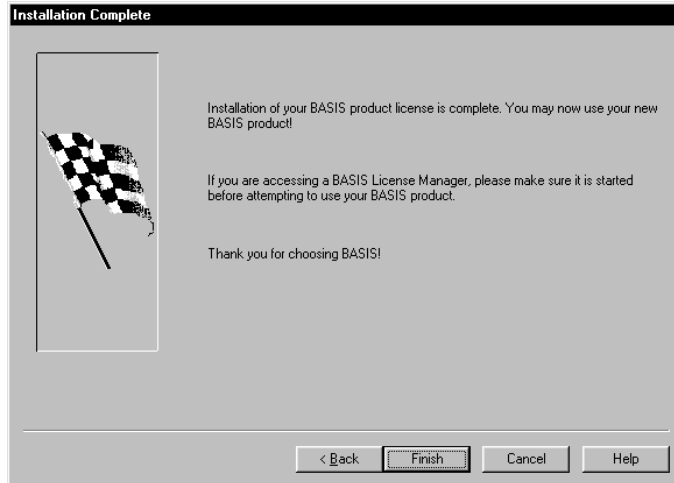 Installation Complete
Installation of your BASIS product license is complete. You may now use your new
BASIS product!
If you are accessing a BASIS License Manager, please make sure it is started
before attempting to use your BASIS product.
Thank you for choosing BASIS!
< Back
Finish
Cancel
Help